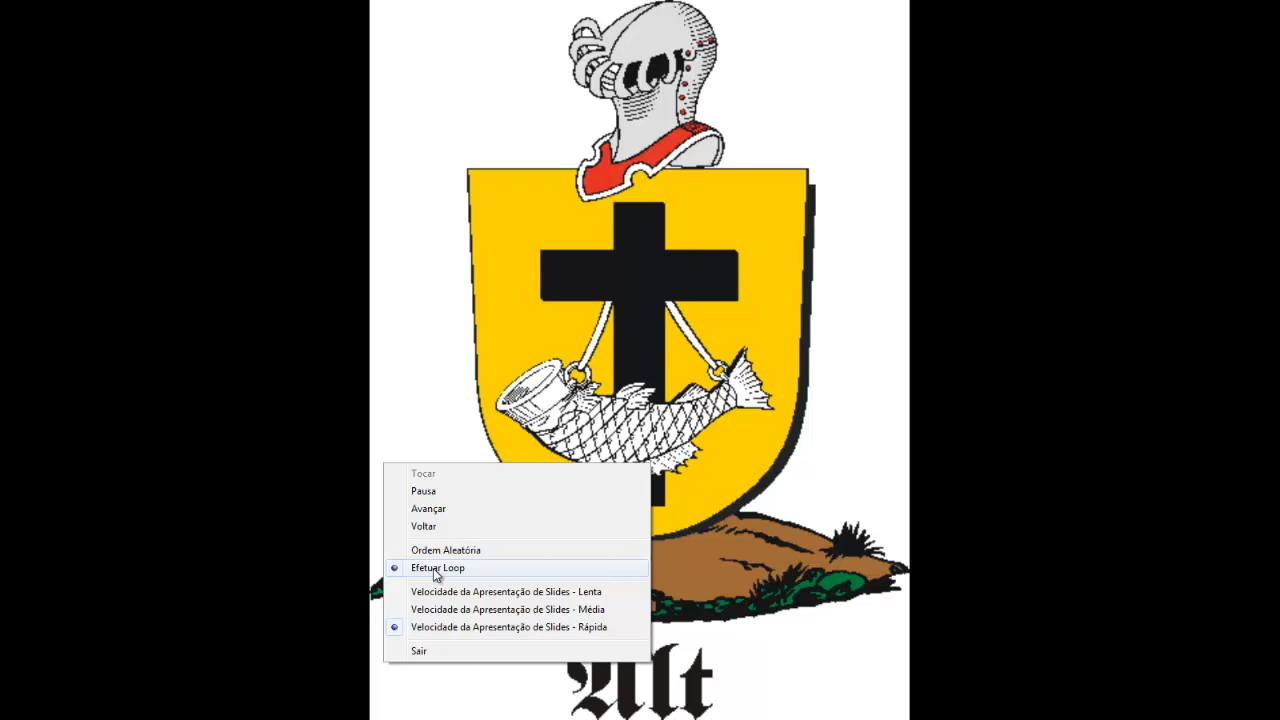 Tocar
Pausa
Avançar
Voltar
Ordem Aleatória
Efetuar Loop
Velocidade da Apresentação de Slides - Lenta
Velocidade da Apresentação de Slides - Média
Velocidade da Apresentação de Slides - Rápida
Sair
Alt